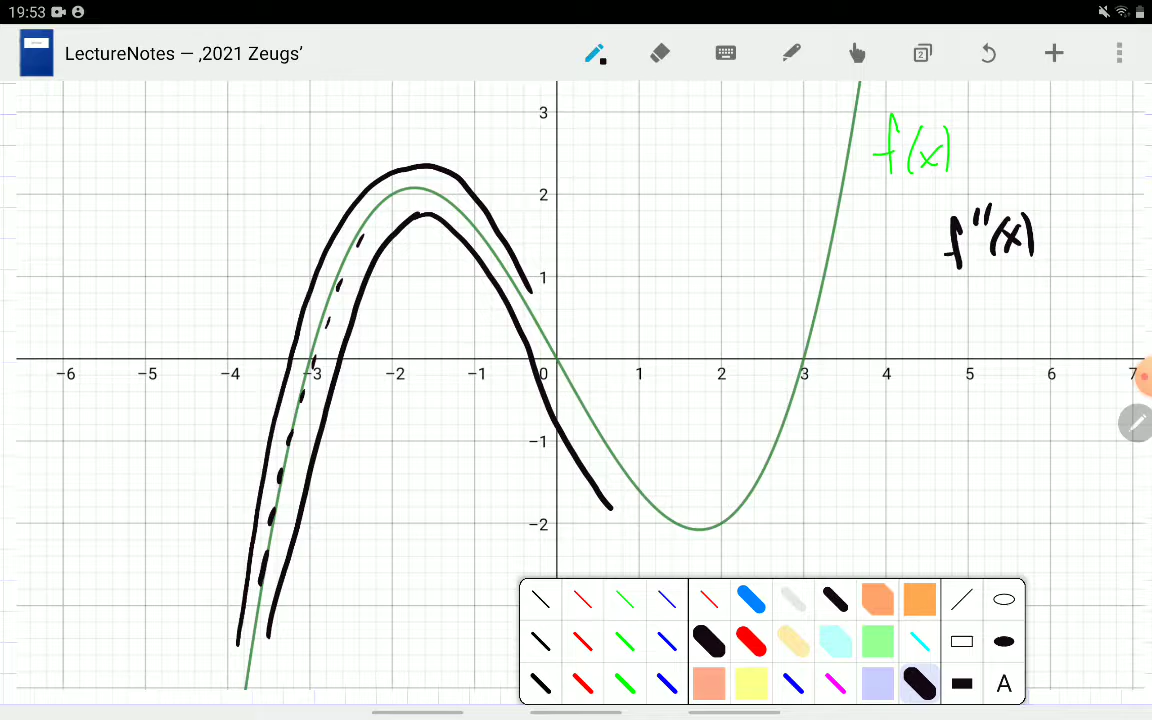 19:53
LectureNotes — ‚2021 Zeugs‘
2
3
2
1
−6 −5 −4 −3 −2 −1 0 1 2 3 4 5 6 7
−1
−2
f(x)
f''(x)
A